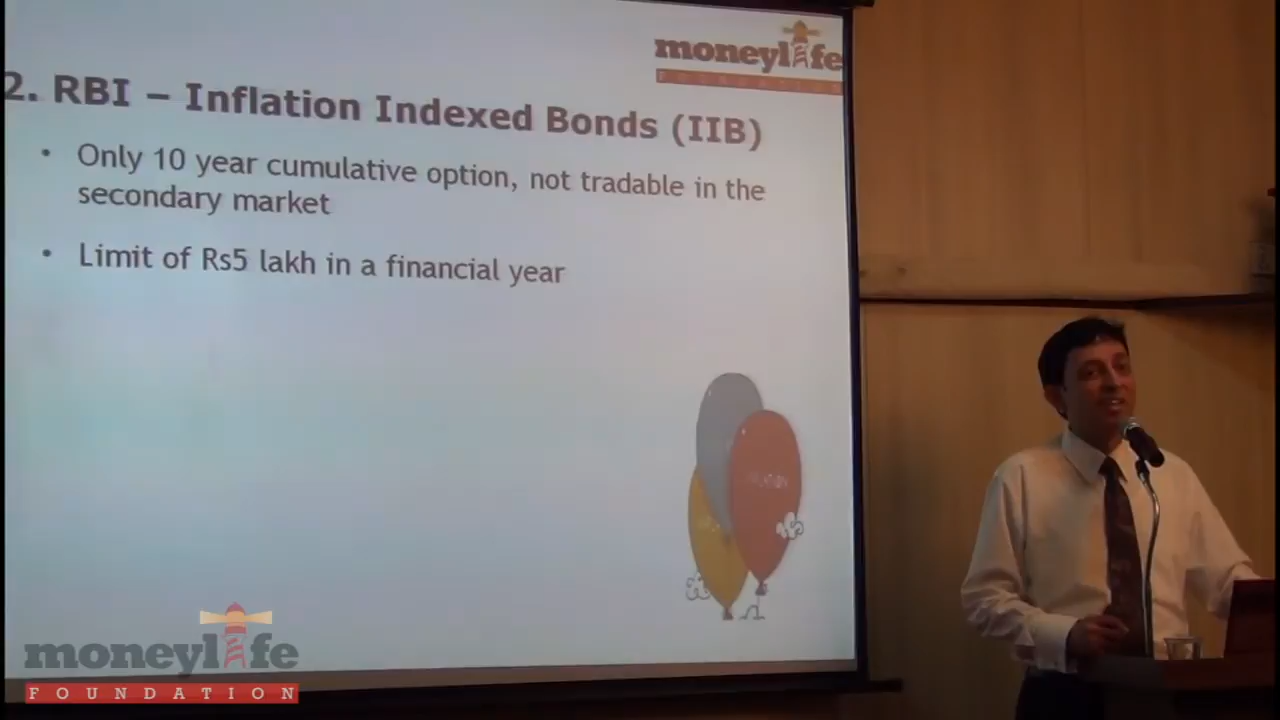 moneylife
FOUNDATION
2. RBI – Inflation Indexed Bonds (IIB)
• Only 10 year cumulative option, not tradable in the
secondary market
• Limit of Rs5 lakh in a financial year
moneylife
FOUNDATION